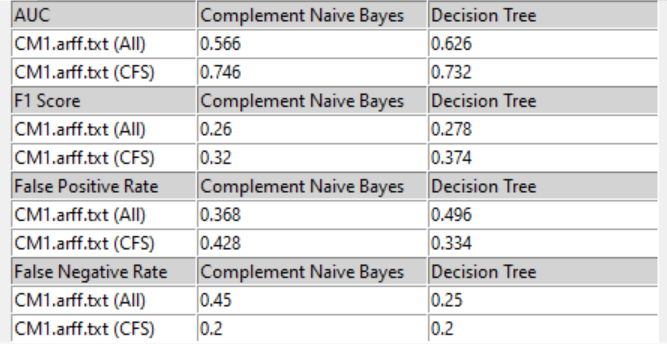 AUC Complement Naive Bayes Decision Tree
CM1.arff.txt (All) 0.566 0.626
CM1.arff.txt (CFS) 0.746 0.732
F1 Score Complement Naive Bayes Decision Tree
CM1.arff.txt (All) 0.26 0.278
CM1.arff.txt (CFS) 0.32 0.374
False Positive Rate Complement Naive Bayes Decision Tree
CM1.arff.txt (All) 0.368 0.496
CM1.arff.txt (CFS) 0.428 0.334
False Negative Rate Complement Naive Bayes Decision Tree
CM1.arff.txt (All) 0.45 0.25
CM1.arff.txt (CFS) 0.2 0.2